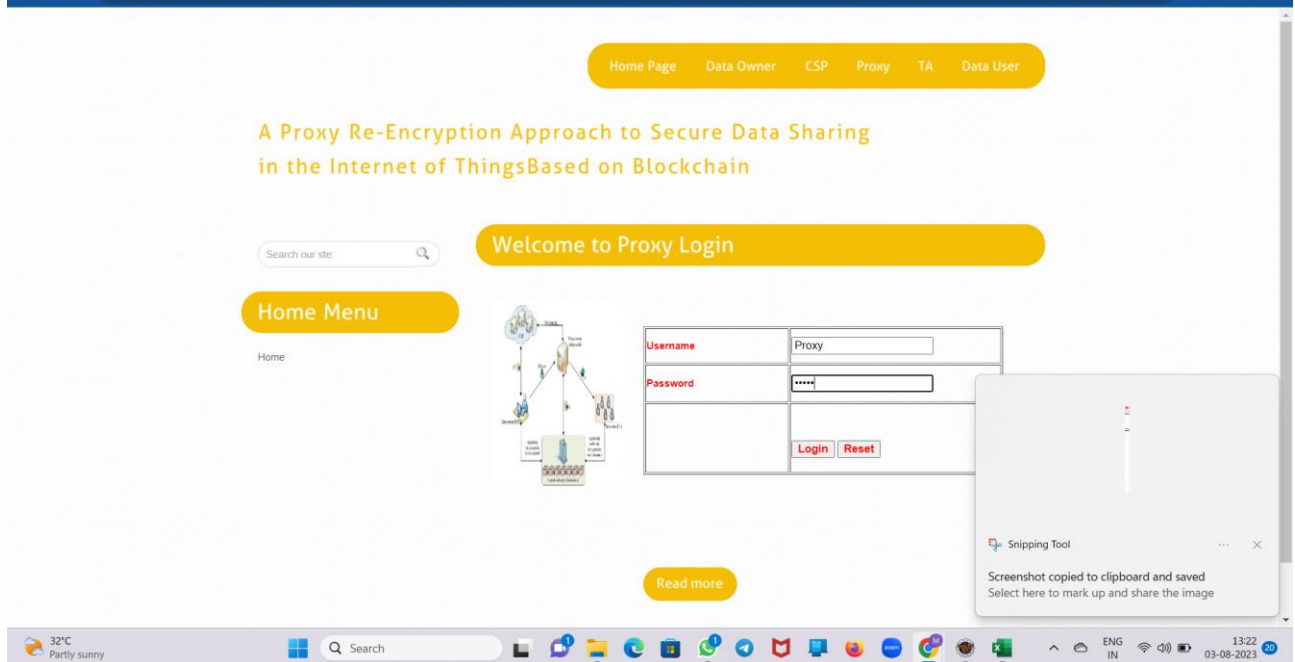 Home Page Data Owner CSP Proxy TA Data User
A Proxy Re-Encryption Approach to Secure Data Sharing
in the Internet of ThingsBased on Blockchain
Search our ste:
Welcome to Proxy Login
Home Menu
Home
Username Proxy
Password •••••
Login Reset
Read more
Snipping Tool
Screenshot copied to clipboard and saved
Select here to mark up and share the image
32°C
Partly sunny
Search
1
1
zoom
M
ENG
IN
13:22
03-08-2023
20